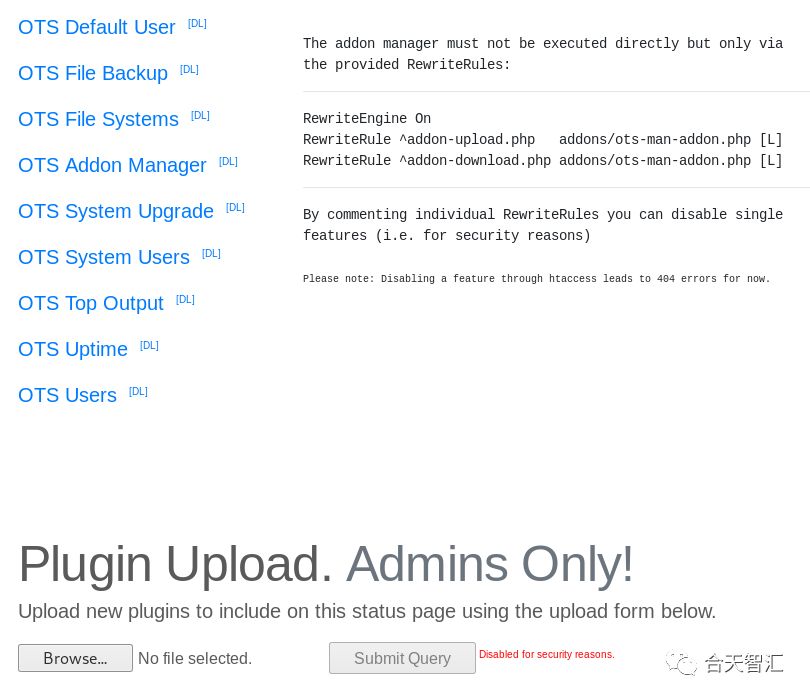 OTS Default User [DL]
OTS File Backup [DL]
OTS File Systems [DL]
OTS Addon Manager [DL]
OTS System Upgrade [DL]
OTS System Users [DL]
OTS Top Output [DL]
OTS Uptime [DL]
OTS Users [DL]
The addon manager must not be executed directly but only via
the provided RewriteRules:
RewriteEngine On
RewriteRule ^addon-upload.php   addons/ots-man-addon.php [L]
RewriteRule ^addon-download.php addons/ots-man-addon.php [L]
By commenting individual RewriteRules you can disable single
features (i.e. for security reasons)
Please note: Disabling a feature through htaccess leads to 404 errors for now.
Plugin Upload. Admins Only!
Upload new plugins to include on this status page using the upload form below.
Browse... No file selected. Submit Query Disabled for security reasons.
合天智汇